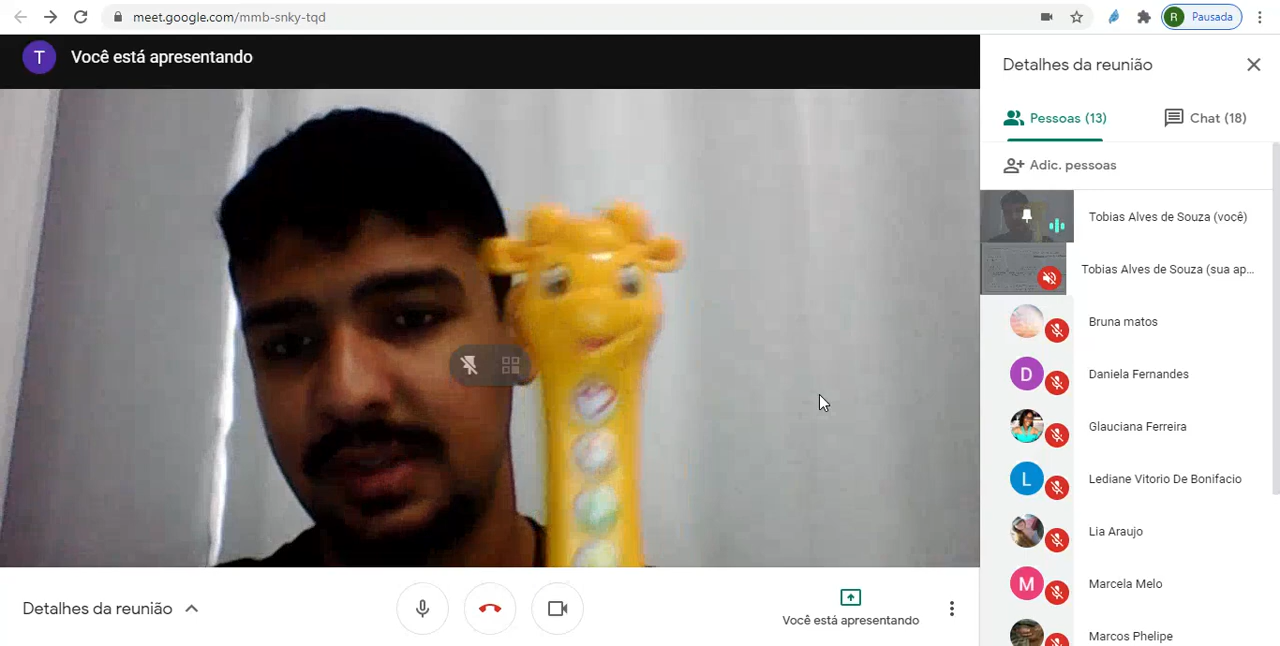 meet.google.com/mmb-snky-tqd
R Pausada
T Você está apresentando
Detalhes da reunião
Pessoas (13)
Chat (18)
Adic. pessoas
Tobias Alves de Souza (você)
Tobias Alves de Souza (sua ap...
Bruna matos
D Daniela Fernandes
Glauciana Ferreira
L Lediane Vitorio De Bonifacio
Lia Araujo
M Marcela Melo
Marcos Phelipe
Detalhes da reunião
Você está apresentando